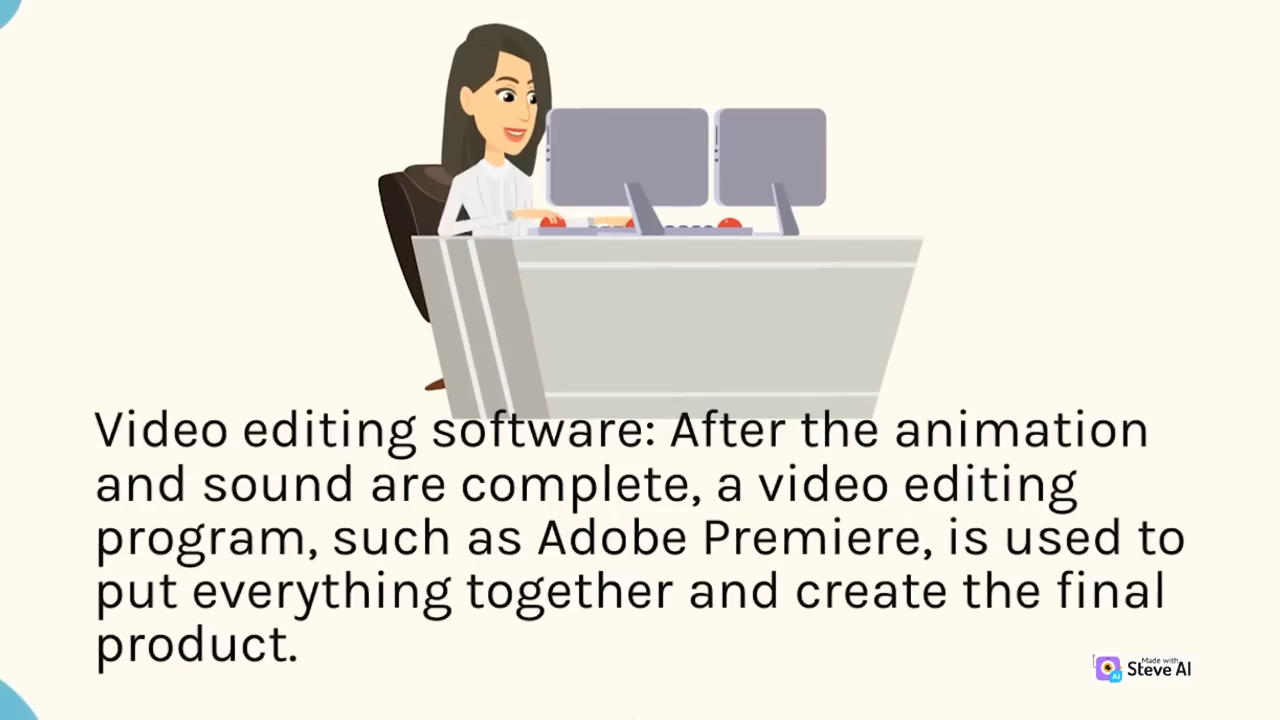 Video editing software: After the animation
and sound are complete, a video editing
program, such as Adobe Premiere, is used to
put everything together and create the final
product.
Made with
Steve AI
AI